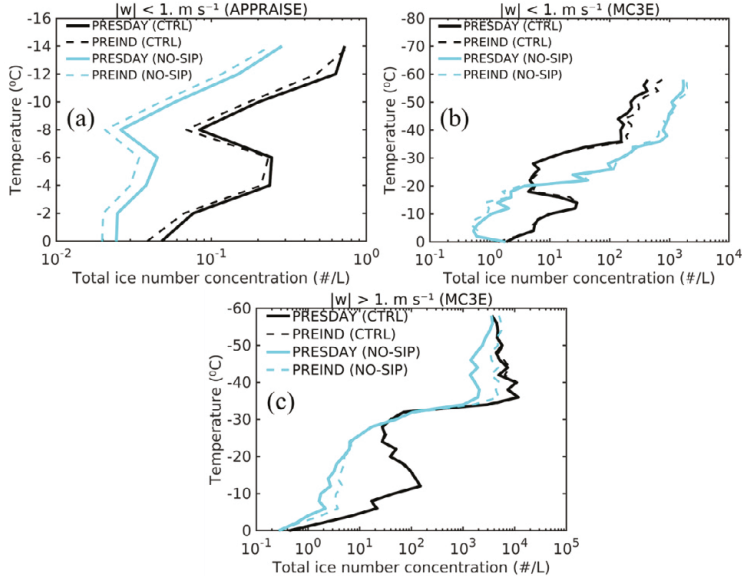 |w| < 1. m s⁻¹ (APPRAISE)
PRESDAY (CTRL)
PREIND (CTRL)
PRESDAY (NO-SIP)
PREIND (NO-SIP)
(a)
Temperature (⁰C)
-16
-14
-12
-10
-8
-6
-4
-2
0
10⁻²
10⁻¹
10⁰
Total ice number concentration (#/L)
|w| < 1. m s⁻¹ (MC3E)
PRESDAY (CTRL)
PREIND (CTRL)
PRESDAY (NO-SIP)
PREIND (NO-SIP)
(b)
Temperature (⁰C)
-80
-70
-60
-50
-40
-30
-20
-10
0
10⁻¹
10⁰
10¹
10²
10³
10⁴
Total ice number concentration (#/L)
|w| > 1. m s⁻¹ (MC3E)
PRESDAY (CTRL)
PREIND (CTRL)
PRESDAY (NO-SIP)
PREIND (NO-SIP)
(c)
Temperature (⁰C)
-60
-50
-40
-30
-20
-10
0
10⁻¹
10⁰
10¹
10²
10³
10⁴
10⁵
Total ice number concentration (#/L)